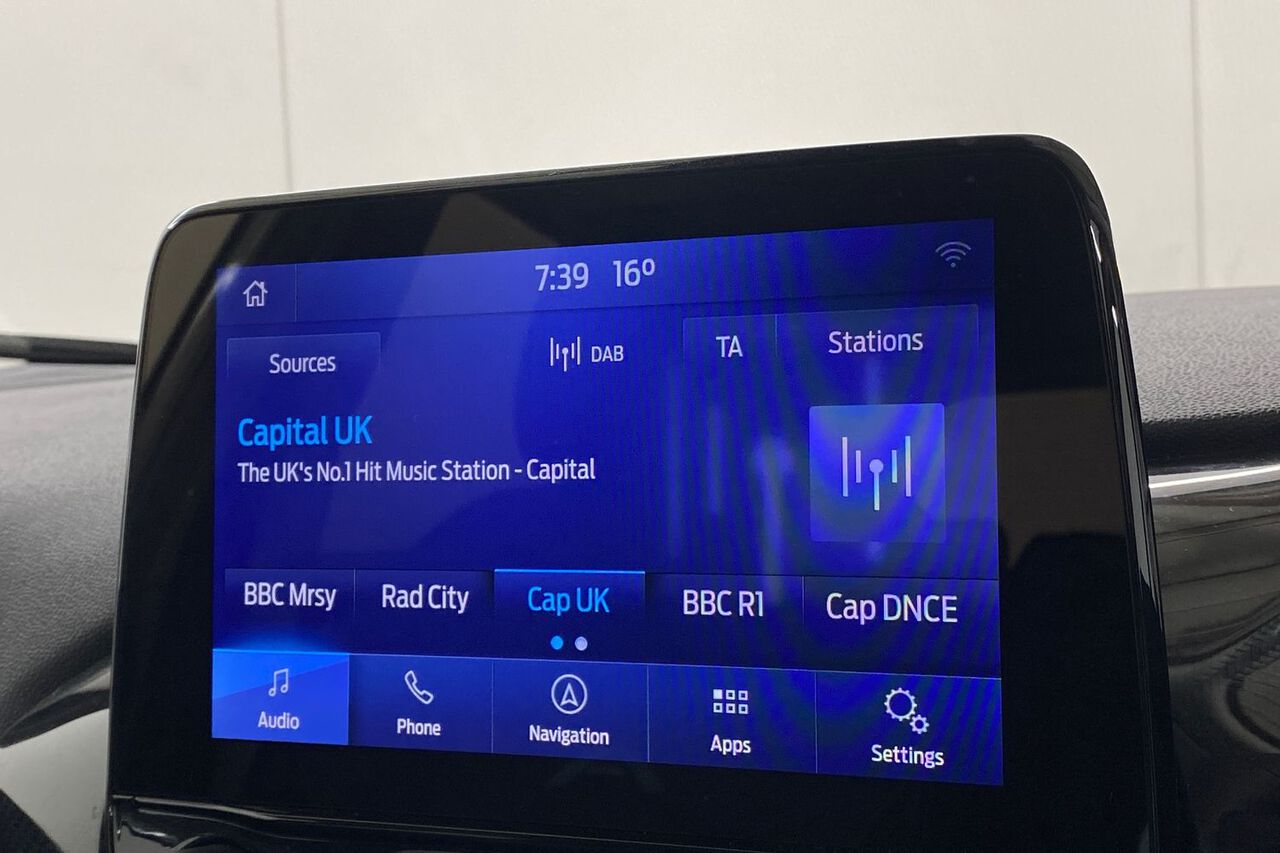 7:39 16º
Sources
DAB
TA
Stations
Capital UK
The UK's No.1 Hit Music Station - Capital
BBC Mrsy
Rad City
Cap UK
BBC R1
Cap DNCE
Audio
Phone
Navigation
Apps
Settings